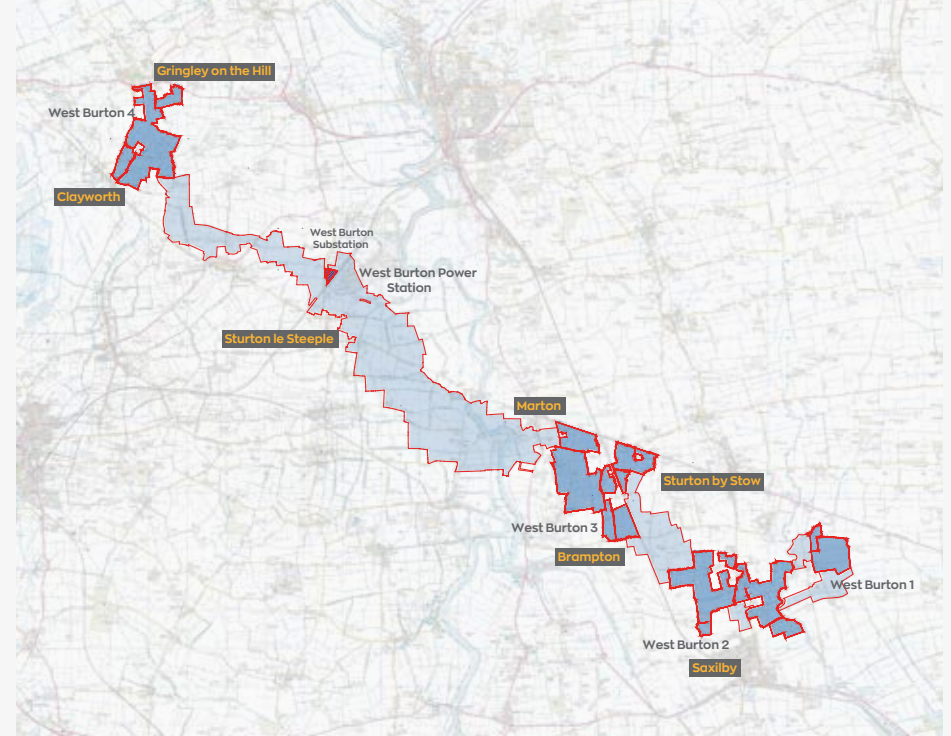 Gringley on the Hill
West Burton 4
Clayworth
West Burton
Substation
West Burton Power
Station
Sturton le Steeple
Marton
Sturton by Stow
West Burton 3
Brampton
West Burton 1
West Burton 2
Saxilby